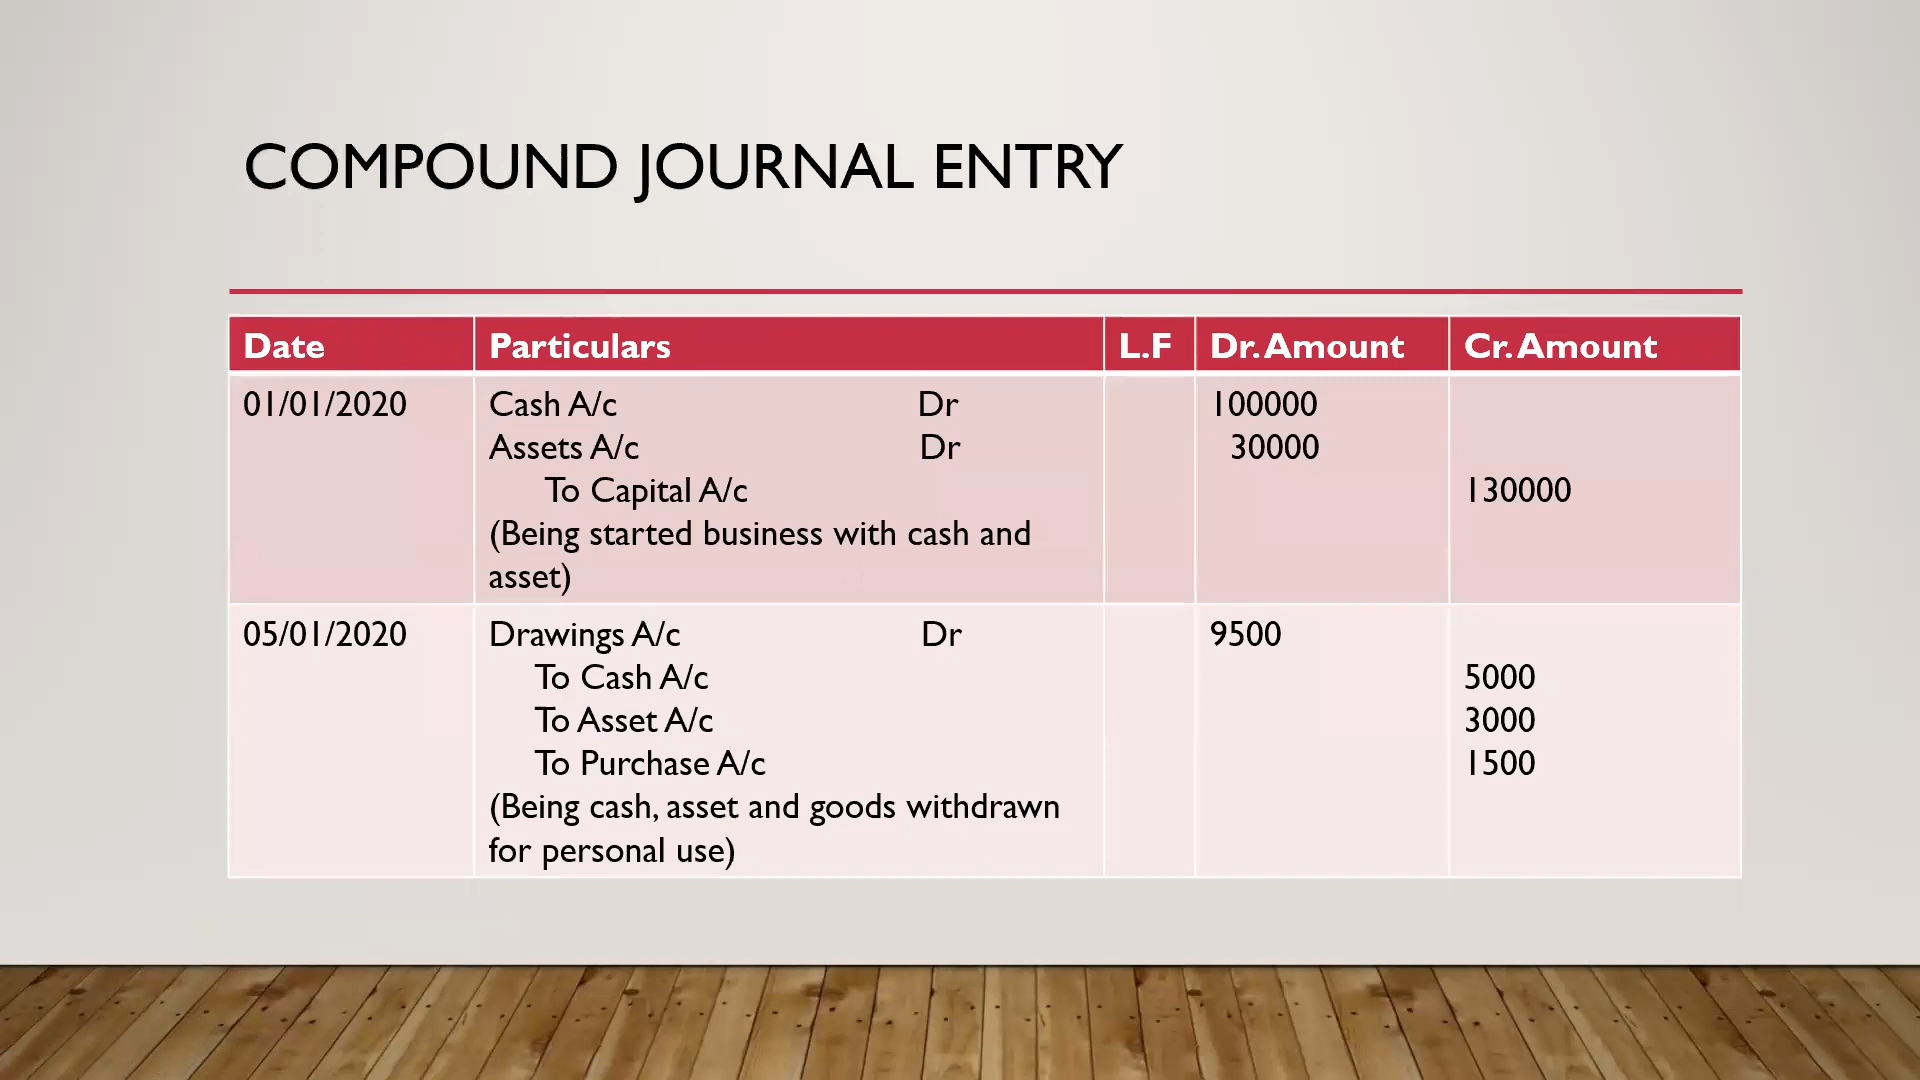 COMPOUND JOURNAL ENTRY
Date Particulars L.F Dr. Amount Cr. Amount
01/01/2020 Cash A/c Dr 100000
Assets A/c Dr 30000
To Capital A/c 130000
(Being started business with cash and
asset)
05/01/2020 Drawings A/c Dr 9500
To Cash A/c 5000
To Asset A/c 3000
To Purchase A/c 1500
(Being cash, asset and goods withdrawn
for personal use)